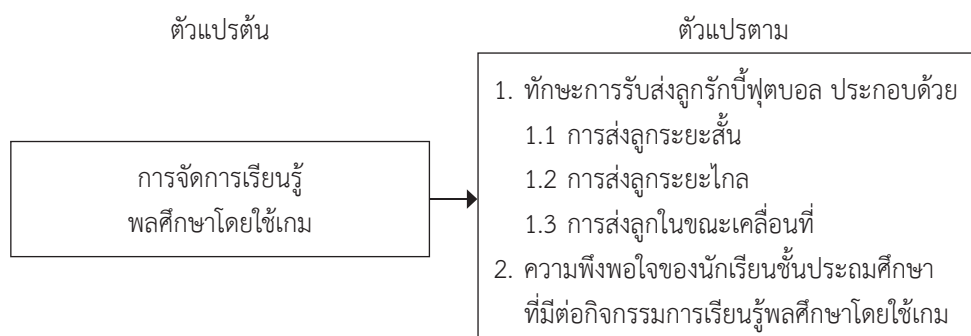 ตัวแปรต้น
ตัวแปรตาม
การจัดการเรียนรู้
พลศึกษาโดยใช้เกม
1. ทักษะการรับส่งลูกรักบี้ฟุตบอล ประกอบด้วย
1.1 การส่งลูกระยะสั้น
1.2 การส่งลูกระยะไกล
1.3 การส่งลูกในขณะเคลื่อนที่
2. ความพึงพอใจของนักเรียนชั้นประถมศึกษา
ที่มีต่อกิจกรรมการเรียนรู้พลศึกษาโดยใช้เกม